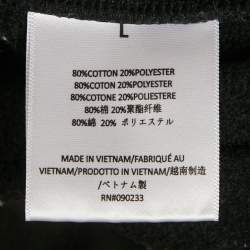 L
80%COTTON 20%POLYESTER
80%COTON 20%POLYESTER
80%COTONE 20%POLIESTERE
80%棉 20%聚酯纤维
80%綿 20% ポリエステル
MADE IN VIETNAM/FABRIQUÉ AU
VIETNAM/PRODOTTO IN VIETNAM/越南制造
/ベトナム製
RN#090233